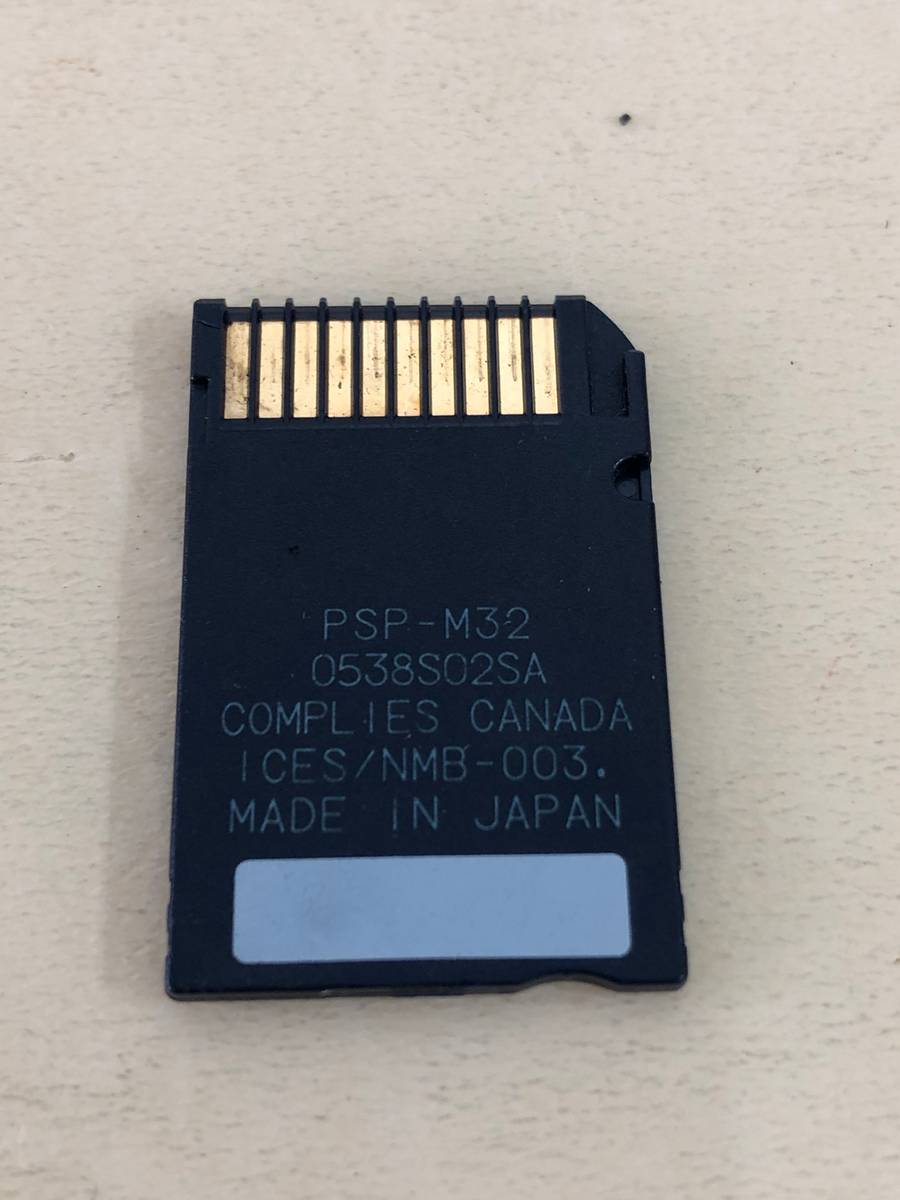 PSP-M32
0538S02SA
COMPLIES CANADA
ICES/NMB-003.
MADE IN JAPAN